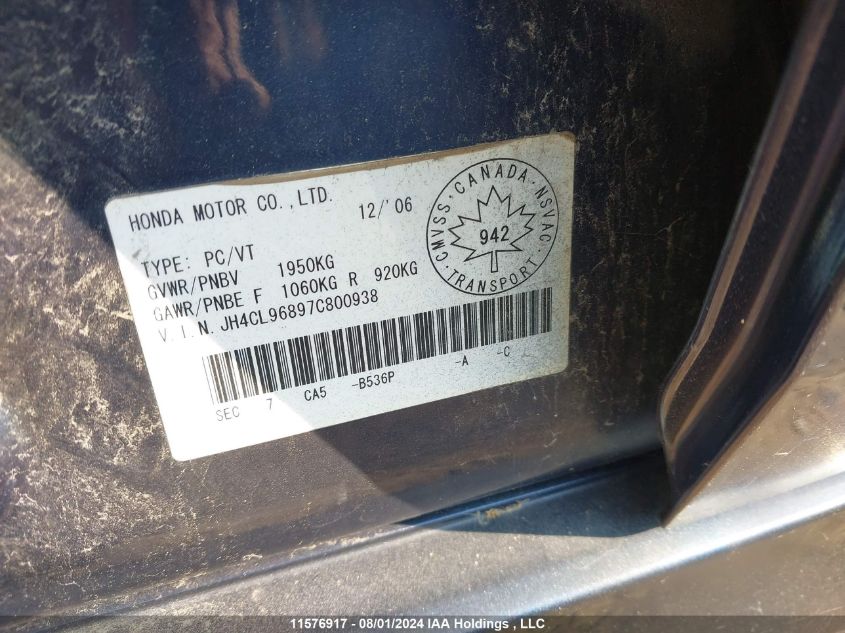 HONDA MOTOR CO.,LTD. 12/'06
TYPE: PC/VT
GVWR/PNBV 1950KG
GAWR/PNBE F 1060KG R 920KG
V.I.N. JH4CL96897C800938
CMVSS·CANADA·NSVAC
942
·TRANSPORT·
SEC 7 CA5 -B536P -A -C
11576917 - 08/01/2024 IAA Holdings , LLC